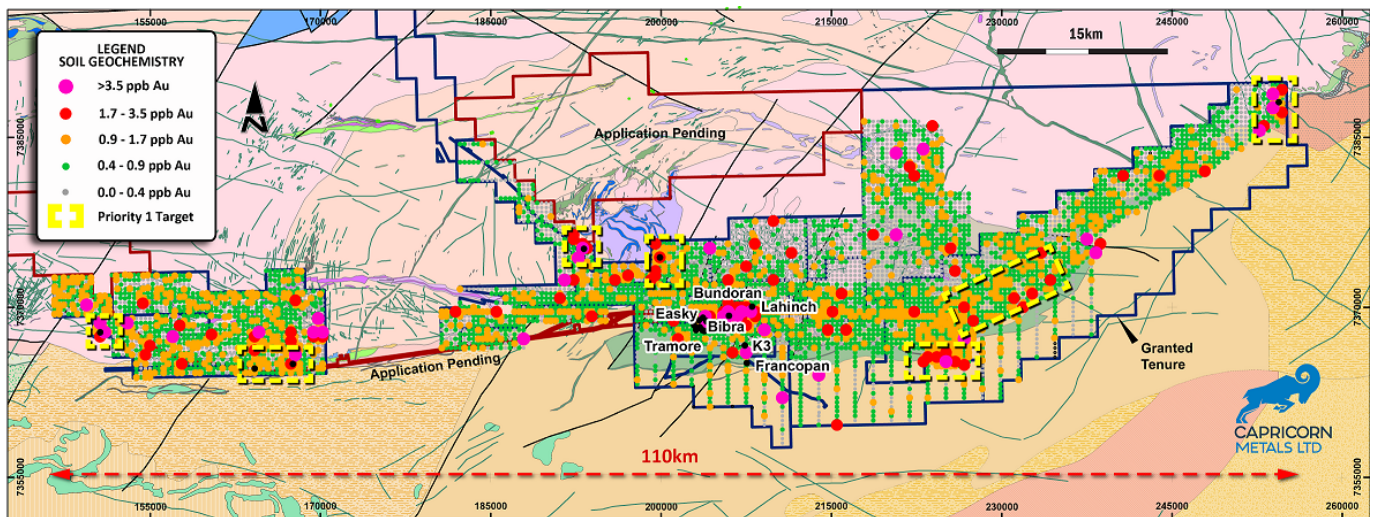 155000
170000
185000
200000
215000
230000
245000
260000
LEGEND
SOIL GEOCHEMISTRY
>3.5 ppb Au
1.7 - 3.5 ppb Au
0.9 - 1.7 ppb Au
0.4 - 0.9 ppb Au
0.0 - 0.4 ppb Au
Priority 1 Target
N
15km
Application Pending
7385000
7385000
7370000
7370000
Bundoran
Lahinch
Easky
Bibra
Tramore
K3
Francopan
Application Pending
Granted
Tenure
CAPRICORN
METALS LTD
110km
7355000
7355000
155000
170000
185000
200000
215000
230000
245000
260000